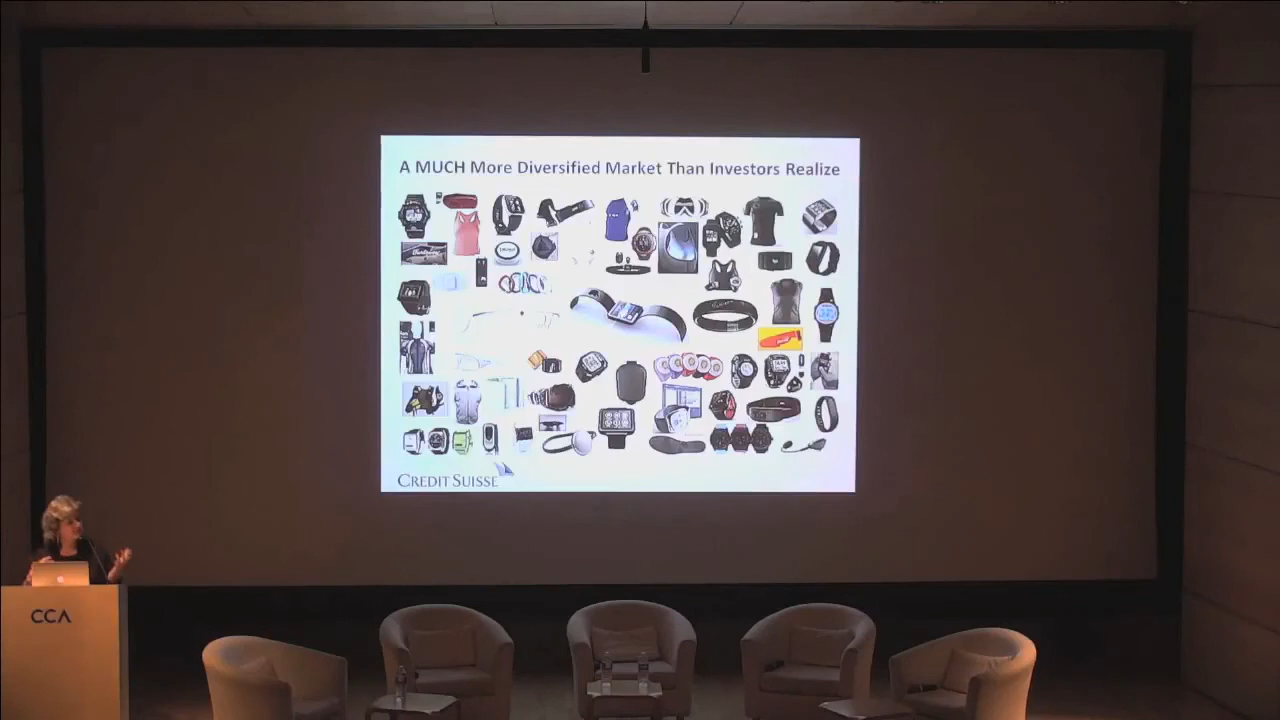 A MUCH More Diversified Market Than Investors Realize
CREDIT SUISSE
CCA